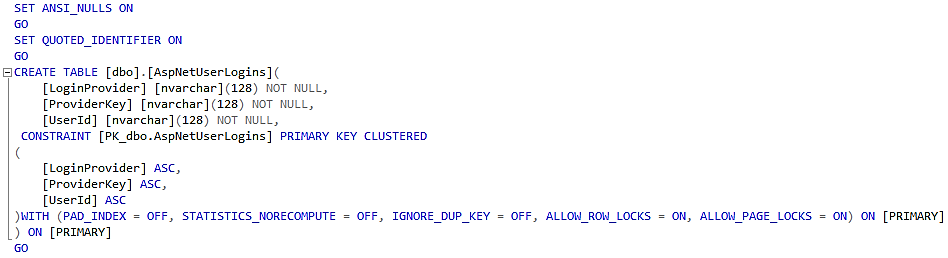 SET ANSI_NULLS ON
GO
SET QUOTED_IDENTIFIER ON
GO
CREATE TABLE [dbo].[AspNetUserLogins](
    [LoginProvider] [nvarchar](128) NOT NULL,
    [ProviderKey] [nvarchar](128) NOT NULL,
    [UserId] [nvarchar](128) NOT NULL,
 CONSTRAINT [PK_dbo.AspNetUserLogins] PRIMARY KEY CLUSTERED
(
    [LoginProvider] ASC,
    [ProviderKey] ASC,
    [UserId] ASC
)WITH (PAD_INDEX = OFF, STATISTICS_NORECOMPUTE = OFF, IGNORE_DUP_KEY = OFF, ALLOW_ROW_LOCKS = ON, ALLOW_PAGE_LOCKS = ON) ON [PRIMARY]
) ON [PRIMARY]
GO